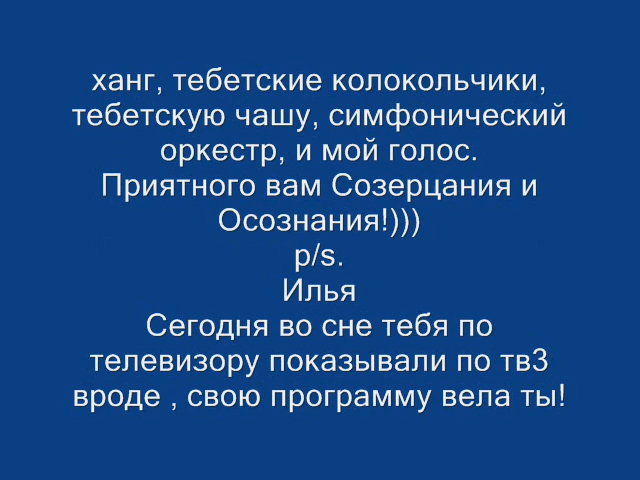 ханг, тебетские колокольчики,
тебетскую чашу, симфонический
оркестр, и мой голос.
Приятного вам Созерцания и
Осознания!)))
p/s.
Илья
Сегодня во сне тебя по
телевизору показывали по тв3
вроде , свою программу вела ты!